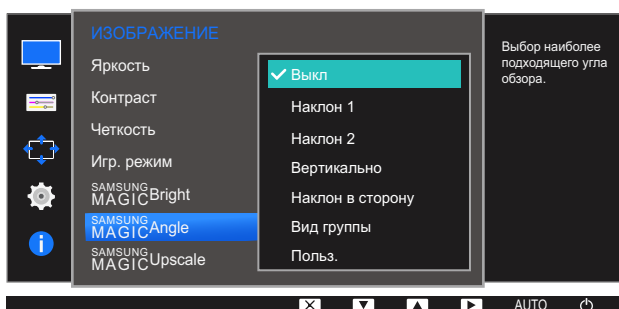 ИЗОБРАЖЕНИЕ
Яркость
Контраст
Четкость
Игр. режим
SAMSUNG MAGIC Bright
SAMSUNG MAGIC Angle
SAMSUNG MAGIC Upscale
Выкл
Наклон 1
Наклон 2
Вертикально
Наклон в сторону
Вид группы
Польз.
Выбор наиболее
подходящего угла
обзора.
AUTO